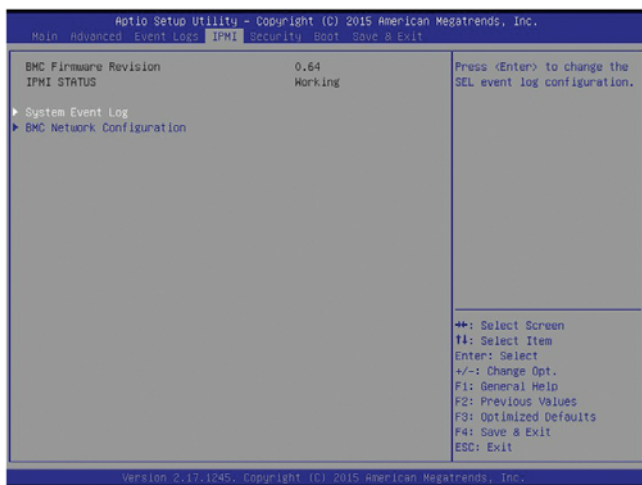 Aptio Setup Utility - Copyright (C) 2015 American Megatrends, Inc.
Main Advanced Event Logs IPMI Security Boot Save & Exit
BMC Firmware Revision 0.64
IPMI STATUS Working
System Event Log
BMC Network Configuration
Press <Enter> to change the
SEL event log configuration.
→←: Select Screen
↑↓: Select Item
Enter: Select
+/-: Change Opt.
F1: General Help
F2: Previous Values
F3: Optimized Defaults
F4: Save & Exit
ESC: Exit
Version 2.17.1245. Copyright (C) 2015 American Megatrends, Inc.